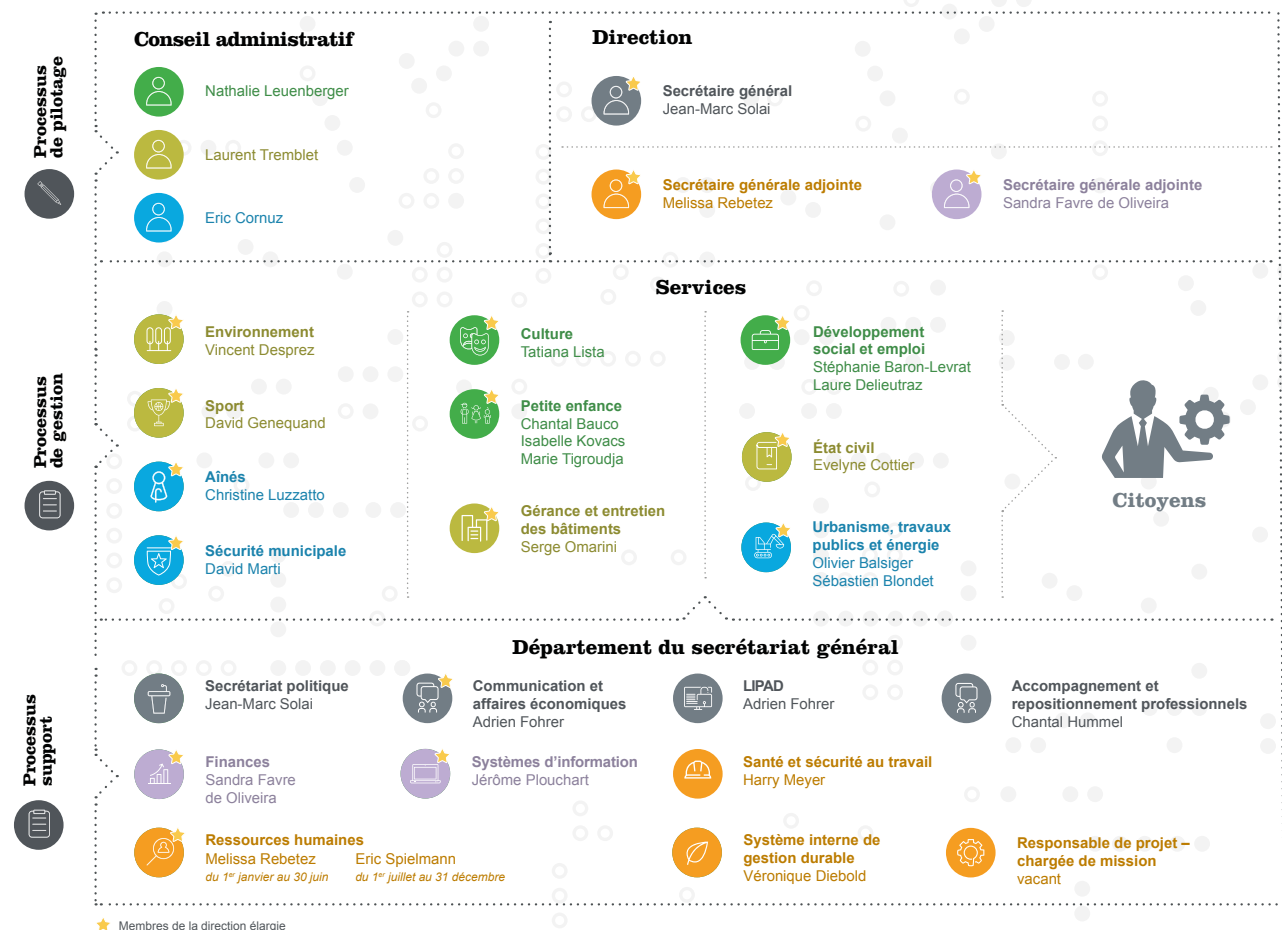 Processus
de pilotage
Conseil administratif
Nathalie Leuenberger
Laurent Tremblet
Eric Cornuz
Direction
Secrétaire général
Jean-Marc Solai
Secrétaire générale adjointe
Melissa Rebetez
Secrétaire générale adjointe
Sandra Favre de Oliveira
Processus
de gestion
Services
Environnement
Vincent Desprez
Sport
David Genequand
Aînés
Christine Luzzatto
Sécurité municipale
David Marti
Culture
Tatiana Lista
Petite enfance
Chantal Bauco
Isabelle Kovacs
Marie Tigroudja
Gérance et entretien
des bâtiments
Serge Omarini
Développement
social et emploi
Stéphanie Baron-Levrat
Laure Delieutraz
État civil
Evelyne Cottier
Urbanisme, travaux
publics et énergie
Olivier Balsiger
Sébastien Blondet
Citoyens
Processus
support
Département du secrétariat général
Secrétariat politique
Jean-Marc Solai
Communication et
affaires économiques
Adrien Fohrer
LIPAD
Adrien Fohrer
Accompagnement et
repositionnement professionnels
Chantal Hummel
Finances
Sandra Favre
de Oliveira
Systèmes d'information
Jérôme Plouchart
Santé et sécurité au travail
Harry Meyer
Ressources humaines
Melissa Rebetez
du 1er janvier au 30 juin
Eric Spielmann
du 1er juillet au 31 décembre
Système interne de
gestion durable
Véronique Diebold
Responsable de projet –
chargée de mission
vacant
Membres de la direction élargie